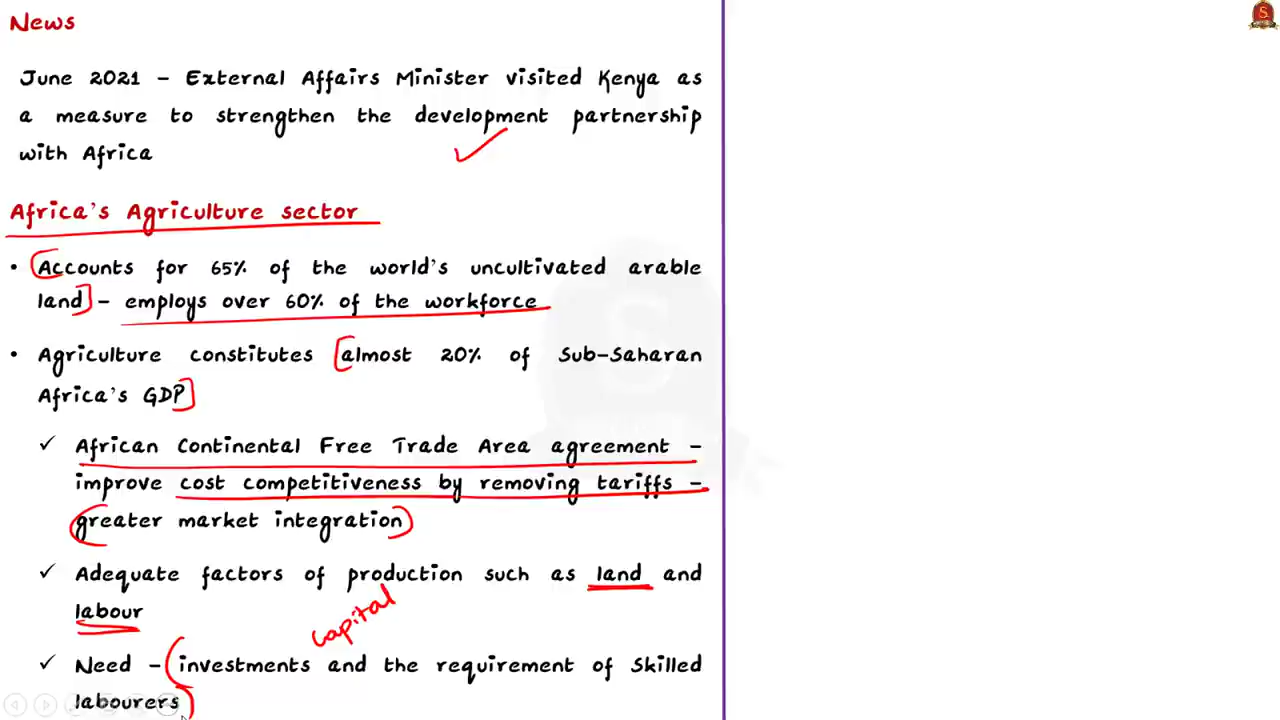 News
June 2021 - External Affairs Minister visited Kenya as
a measure to strengthen the development partnership
with Africa
Africa's Agriculture sector
• Accounts for 65% of the world's uncultivated arable
land - employs over 60% of the workforce
• Agriculture constitutes almost 20% of Sub-Saharan
Africa's GDP
✓ African Continental Free Trade Area agreement -
improve cost competitiveness by removing tariffs -
greater market integration
✓ Adequate factors of production such as land and
labour
capital
✓ Need - investments and the requirement of skilled
labourers